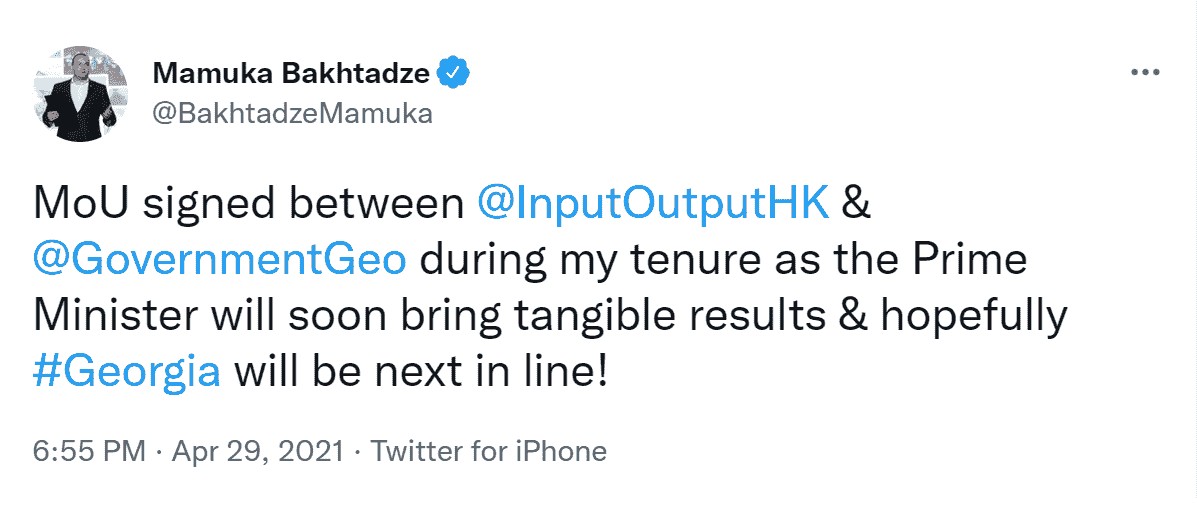 Mamuka Bakhtadze
@BakhtadzeMamuka
MoU signed between @InputOutputHK &
@GovernmentGeo during my tenure as the Prime
Minister will soon bring tangible results & hopefully
#Georgia will be next in line!
6:55 PM · Apr 29, 2021 · Twitter for iPhone